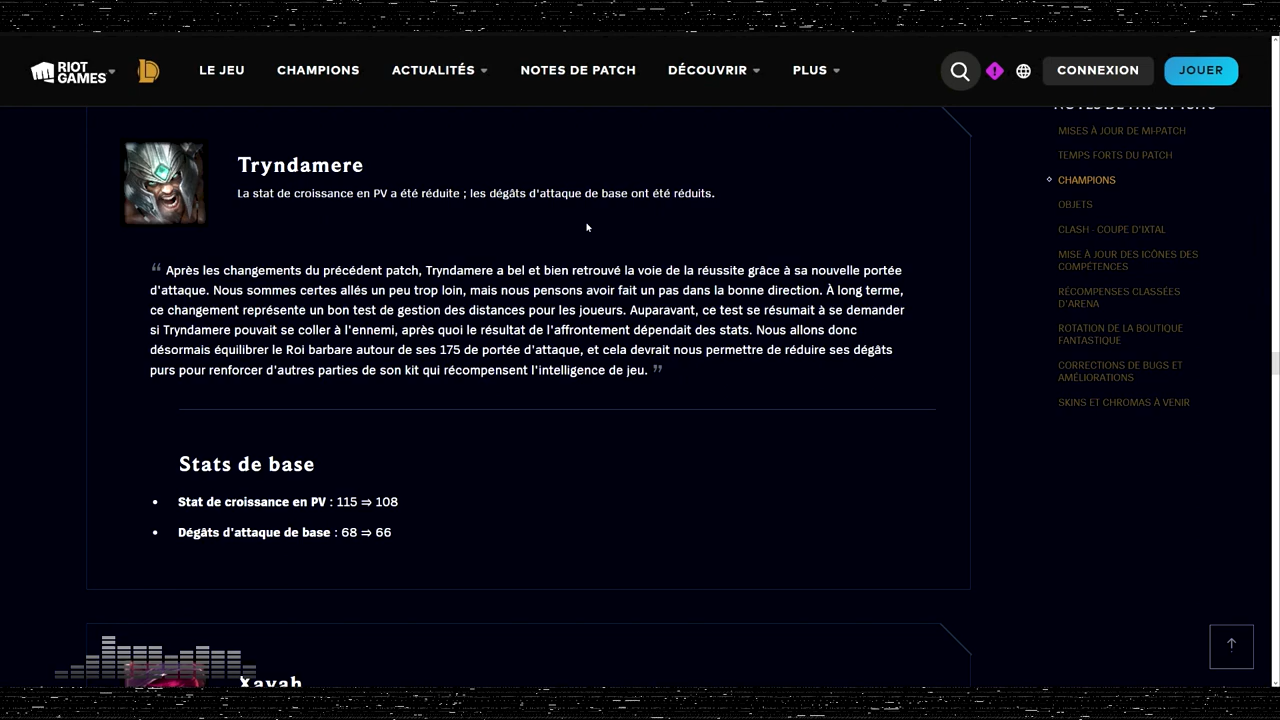 RIOT GAMES
LE JEU
CHAMPIONS
ACTUALITÉS
NOTES DE PATCH
DÉCOUVRIR
PLUS
CONNEXION
JOUER
Tryndamere
La stat de croissance en PV a été réduite ; les dégâts d'attaque de base ont été réduits.
“ Après les changements du précédent patch, Tryndamere a bel et bien retrouvé la voie de la réussite grâce à sa nouvelle portée
d'attaque. Nous sommes certes allés un peu trop loin, mais nous pensons avoir fait un pas dans la bonne direction. À long terme,
ce changement représente un bon test de gestion des distances pour les joueurs. Auparavant, ce test se résumait à se demander
si Tryndamere pouvait se coller à l'ennemi, après quoi le résultat de l'affrontement dépendait des stats. Nous allons donc
désormais équilibrer le Roi barbare autour de ses 175 de portée d'attaque, et cela devrait nous permettre de réduire ses dégâts
purs pour renforcer d'autres parties de son kit qui récompensent l'intelligence de jeu. ”
Stats de base
• Stat de croissance en PV : 115 ⇒ 108
• Dégâts d'attaque de base : 68 ⇒ 66
Xayah
MISES À JOUR DE MI-PATCH
TEMPS FORTS DU PATCH
CHAMPIONS
OBJETS
CLASH - COUPE D'IXTAL
MISE À JOUR DES ICÔNES DES
COMPÉTENCES
RÉCOMPENSES CLASSÉES
D'ARENA
ROTATION DE LA BOUTIQUE
FANTASTIQUE
CORRECTIONS DE BUGS ET
AMÉLIORATIONS
SKINS ET CHROMAS À VENIR